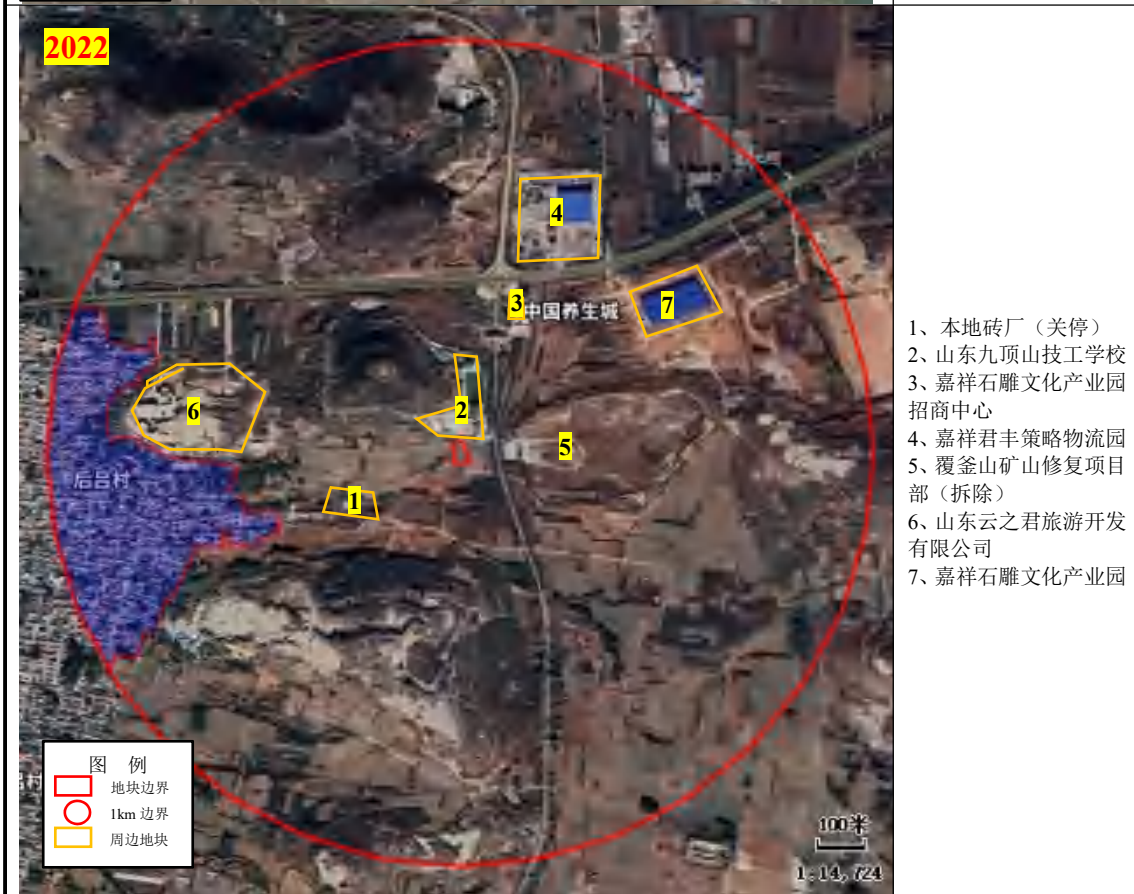 2022
4
3
中国养生城
7
6
2
5
后吕村
1
图 例
地块边界
1km 边界
周边地块
100米
1:14,724
1、本地砖厂（关停）
2、山东九顶山技工学校
3、嘉祥石雕文化产业园
招商中心
4、嘉祥君丰策略物流园
5、覆釜山矿山修复项目
部（拆除）
6、山东云之君旅游开发
有限公司
7、嘉祥石雕文化产业园